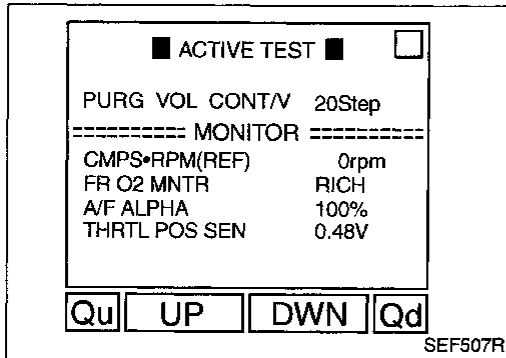 ■ ACTIVE TEST ■
PURG VOL CONT/V 20Step
========= MONITOR =========
CMPS•RPM(REF) 0rpm
FR O2 MNTR RICH
A/F ALPHA 100%
THRTL POS SEN 0.48V
Qu UP DWN Qd
SEF507R